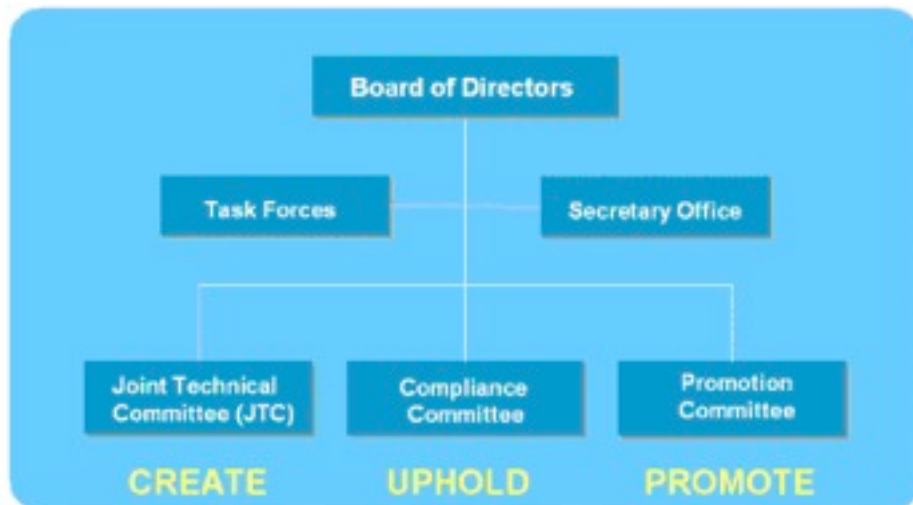 Board of Directors
Task Forces
Secretary Office
Joint Technical
Committee (JTC)
Compliance
Committee
Promotion
Committee
CREATE
UPHOLD
PROMOTE